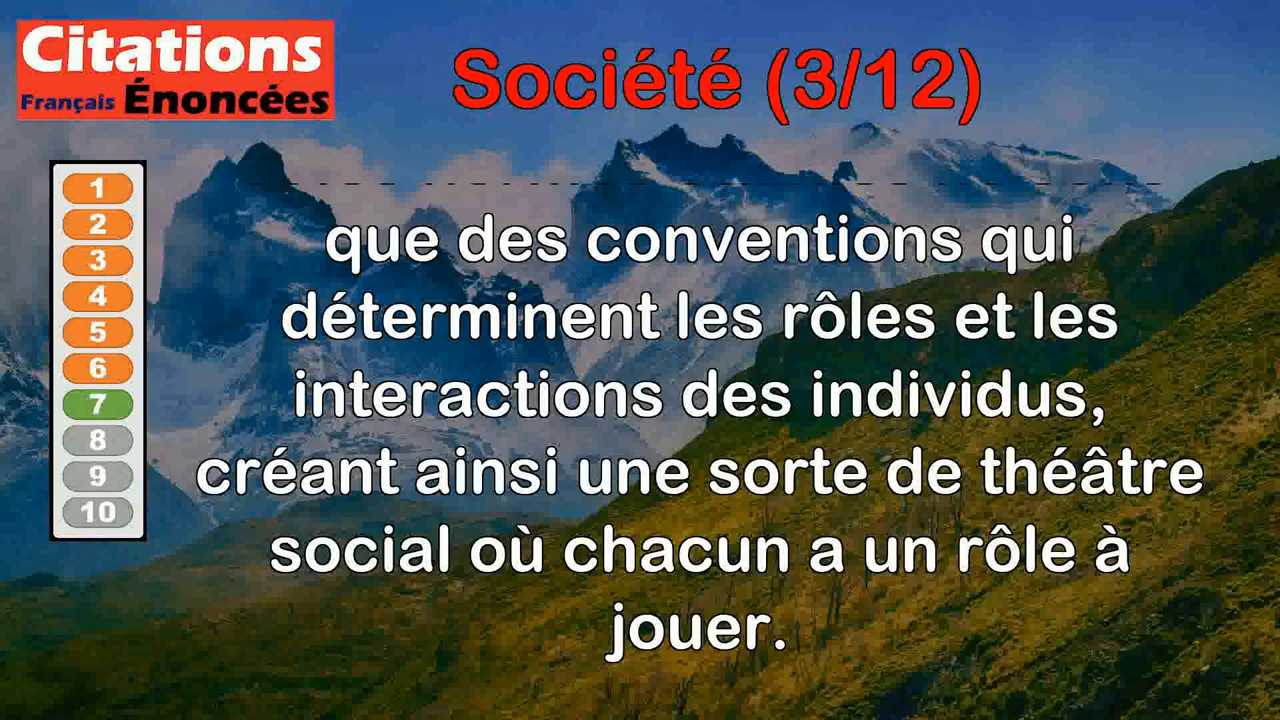 Citations
Français Énoncées
Société (3/12)
1
2
3
4
5
6
7
8
9
10
que des conventions qui
déterminent les rôles et les
interactions des individus,
créant ainsi une sorte de théâtre
social où chacun a un rôle à
jouer.